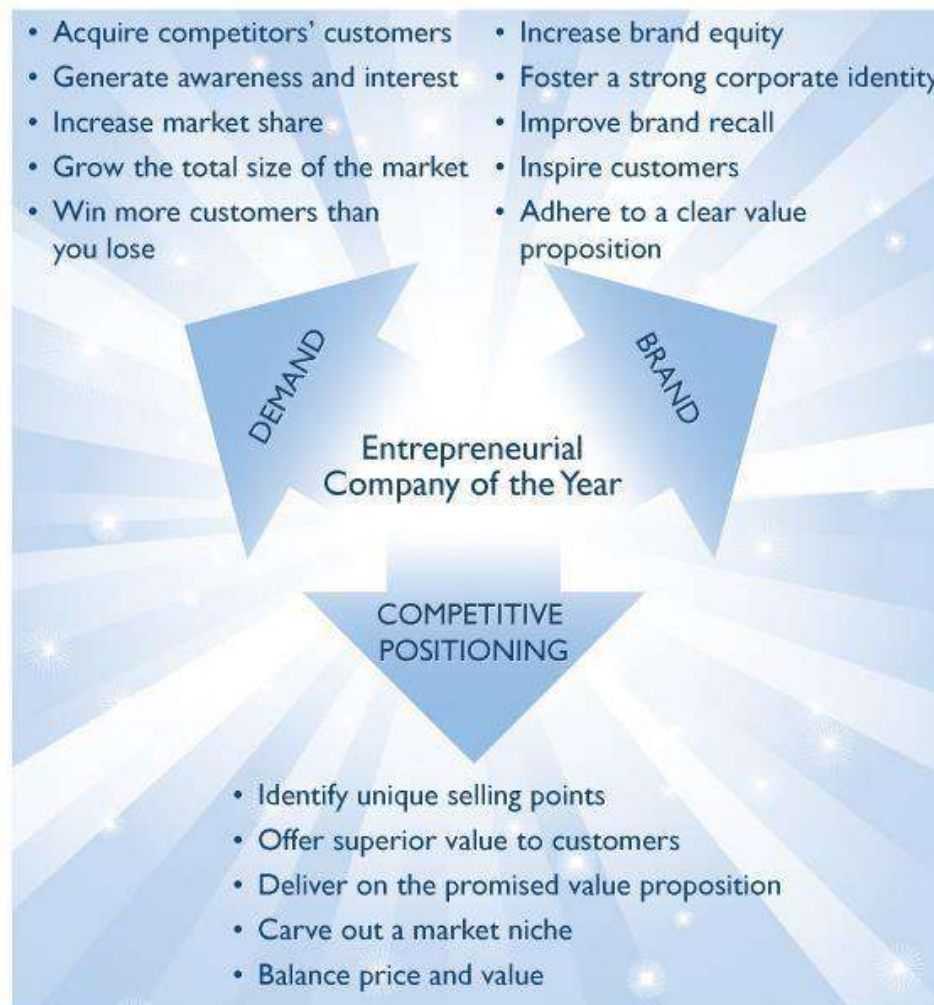 • Acquire competitors’ customers
• Generate awareness and interest
• Increase market share
• Grow the total size of the market
• Win more customers than
you lose
• Increase brand equity
• Foster a strong corporate identity
• Improve brand recall
• Inspire customers
• Adhere to a clear value
proposition
DEMAND
BRAND
Entrepreneurial
Company of the Year
COMPETITIVE
POSITIONING
• Identify unique selling points
• Offer superior value to customers
• Deliver on the promised value proposition
• Carve out a market niche
• Balance price and value